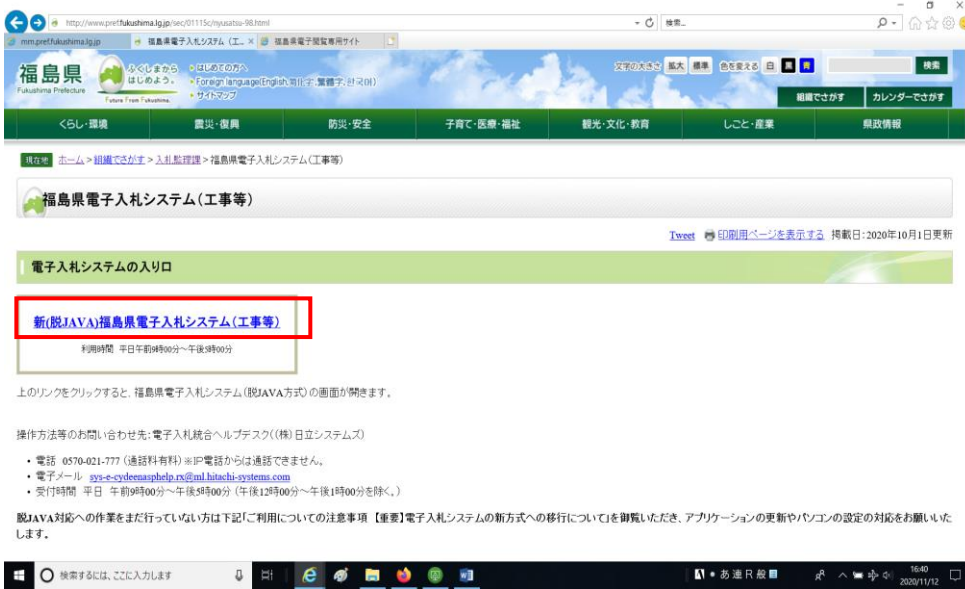 http://www.pref.fukushima.lg.jp/sec/01115c/nyusatsu-98.html
検索...
mm.pref.fukushima.lg.jp
福島県電子入札システム（工...
福島県電子閲覧専用サイト
福島県
Fukushima Prefecture
ふくしまから
はじめよう。
Future From Fukushima.
はじめての方へ
Foreign language(English,简化字,繁體字,한국어)
サイトマップ
文字の大きさ 拡大 標準 色を変える 白 黒 青
検索
組織でさがす カレンダーでさがす
くらし・環境 震災・復興 防災・安全 子育て・医療・福祉 観光・文化・教育 しごと・産業 県政情報
現在地 ホーム > 組織でさがす > 入札監理課 > 福島県電子入札システム（工事等）
福島県電子入札システム（工事等）
Tweet 印刷用ページを表示する 掲載日：2020年10月1日更新
電子入札システムの入り口
新(脱JAVA)福島県電子入札システム（工事等）
利用時間 平日午前9時00分～午後5時00分
上のリンクをクリックすると、福島県電子入札システム（脱JAVA方式）の画面が開きます。
操作方法等のお問い合わせ先：電子入札統合ヘルプデスク（（株）日立システムズ）
・電話 0570-021-777（通話料有料）※IP電話からは通話できません。
・電子メール sys-e-cydeenasphelp.rx@ml.hitachi-systems.com
・受付時間 平日 午前9時00分～午後5時00分（午後12時00分～午後1時00分を除く。）
脱JAVA対応への作業をまだ行っていない方は下記「ご利用についての注意事項 【重要】電子入札システムの新方式への移行について」を御覧いただき、アプリケーションの更新やパソコンの設定の対応をお願いいた
します。
検索するには、ここに入力します
あ 連 R 般
16:40
2020/11/12